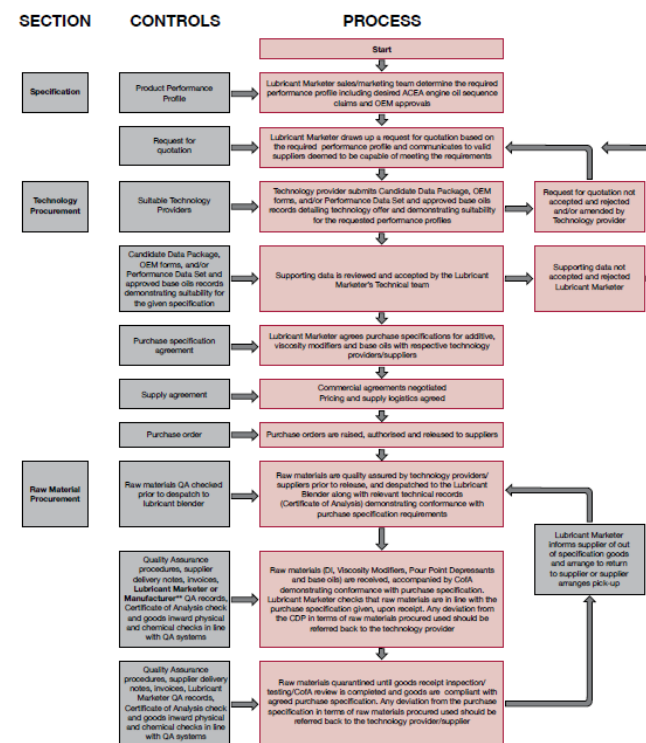 SECTION
CONTROLS
PROCESS
Start
Specification
Product Performance
Profile
Lubricant Marketer sales/marketing team determine the required
performance profile including desired ACEA engine oil sequence
claims and OEM approvals
Request for
quotation
Lubricant Marketer draws up a request for quotation based on
the required performance profile and communicates to valid
suppliers deemed to be capable of meeting the requirements
Technology
Procurement
Suitable Technology
Providers
Technology provider submits Candidate Data Package, OEM
forms, and/or Performance Data Set and approved base oils
records detailing technology offer and demonstrating suitability
for the requested performance profiles
Request for quotation not
accepted and rejected
and/or amended by
Technology provider
Candidate Data Package,
OEM forms, and/or
Performance Data Set and
approved base oils records
demonstrating suitability for
the given specification
Supporting data is reviewed and accepted by the Lubricant
Marketer's Technical team
Supporting data not
accepted and rejected
Lubricant Marketer
Purchase specification
agreement
Lubricant Marketer agrees purchase specifications for additive,
viscosity modifiers and base oils with respective technology
providers/suppliers
Supply agreement
Commercial agreements negotiated
Pricing and supply logistics agreed
Purchase order
Purchase orders are raised, authorised and released to suppliers
Raw Material
Procurement
Raw materials QA checked
prior to despatch to
lubricant blender
Raw materials are quality assured by technology providers/
suppliers prior to release, and despatched to the Lubricant
Blender along with relevant technical records
(Certificate of Analysis) demonstrating conformance with
purchase specification requirements
Lubricant Marketer
informs supplier of out
of specification goods
and arrange to return
to supplier or supplier
arranges pick-up
Quality Assurance
procedures, supplier
delivery notes, invoices,
Lubricant Marketer or
Manufacturer** QA records,
Certificate of Analysis check
and goods inward physical
and chemical checks in line
with QA systems
Raw materials (DI, Viscosity Modifiers, Pour Point Depressants
and base oils) are received, accompanied by CofA
demonstrating conformance with purchase specification.
Lubricant Marketer checks that raw materials are in line with the
purchase specification given, upon receipt. Any deviation from
the CDP in terms of raw materials procured used should be
referred back to the technology provider
Quality Assurance
procedures, supplier delivery
notes, invoices, Lubricant
Marketer QA records,
Certificate of Analysis check
and goods inward physical
and chemical checks in line
with QA systems
Raw materials quarantined until goods receipt inspection/
testing/CofA review is completed and goods are compliant with
agreed purchase specification. Any deviation from the purchase
specification in terms of raw materials procured used should be
referred back to the technology provider/supplier